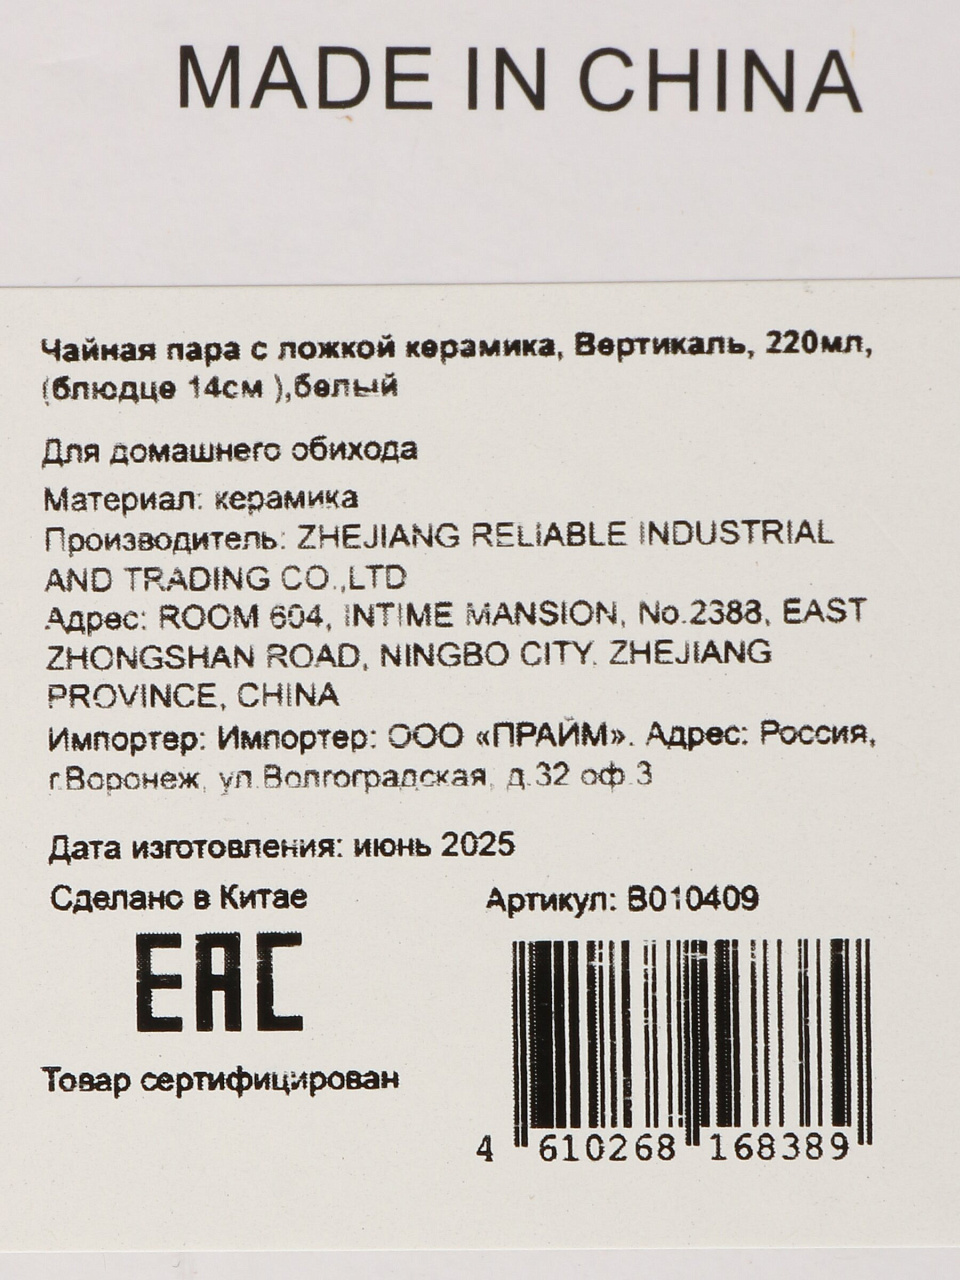 MADE IN CHINA
Чайная пара с ложкой керамика, Вертикаль, 220мл,
(блюдце 14см ),белый
Для домашнего обихода
Материал: керамика
Производитель: ZHEJIANG RELIABLE INDUSTRIAL
AND TRADING CO.,LTD
Адрес: ROOM 604, INTIME MANSION, No.2388, EAST
ZHONGSHAN ROAD, NINGBO CITY. ZHEJIANG
PROVINCE, CHINA
Импортер: Импортер: ООО «ПРАЙМ». Адрес: Россия,
г.Воронеж, ул.Волгоградская, д.32 оф.3
Дата изготовления: июнь 2025
Сделано в Китае
Артикул: B010409
EAC
Товар сертифицирован
4 610268 168389